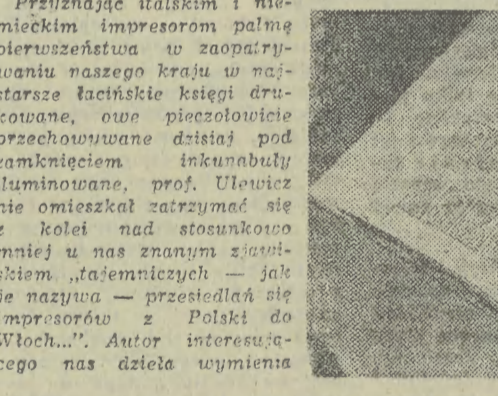 Przyznając italskim i nie-
mieckim impresorom palmę
pierwszeństwa w zaopatry-
waniu naszego kraju w naj-
starsze łacińskie księgi dru-
kowane, owe pieczołowicie
przechowywane dzisiaj pod
zamknięciem inkunabuły
iluminowane, prof. Ulewicz
nie omieszkał zatrzymać się
z kolei nad stosunkowo
mniej u nas znanym zjawi-
skiem „tajemniczych — jak
je nazywa — przesiedlań się
impresorów z Polski do
Włoch...”. Autor interesują-
cego nas dzieła wymienia